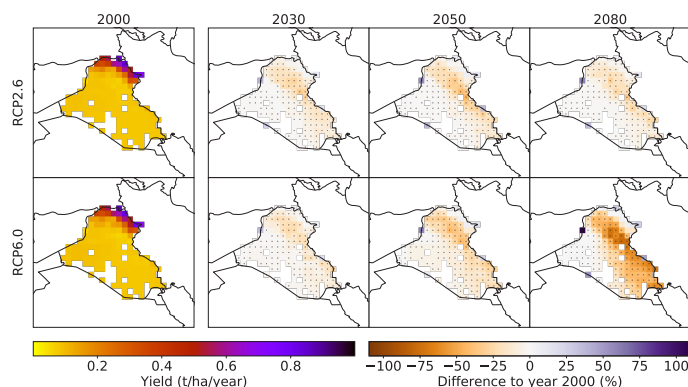 2000 2030 2050 2080
RCP2.6
RCP6.0
0.2 0.4 0.6 0.8 −100 −75 −50 −25 0 25 50 75 100
Yield (t/ha/year) Difference to year 2000 (%)